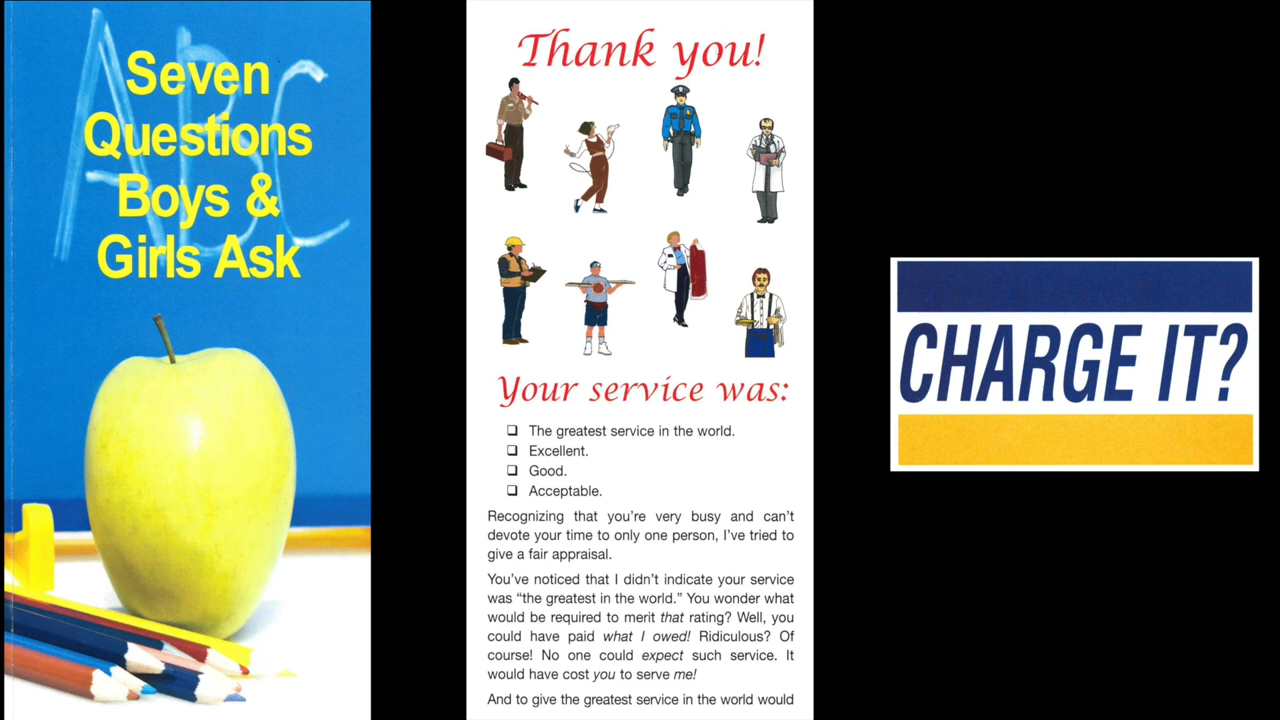 ABC
Seven
Questions
Boys &
Girls Ask
Thank you!
Your service was:
❑ The greatest service in the world.
❑ Excellent.
❑ Good.
❑ Acceptable.
Recognizing that you're very busy and can't
devote your time to only one person, I've tried to
give a fair appraisal.
You've noticed that I didn't indicate your service
was “the greatest in the world.” You wonder what
would be required to merit that rating? Well, you
could have paid what I owed! Ridiculous? Of
course! No one could expect such service. It
would have cost you to serve me!
And to give the greatest service in the world would
CHARGE IT?